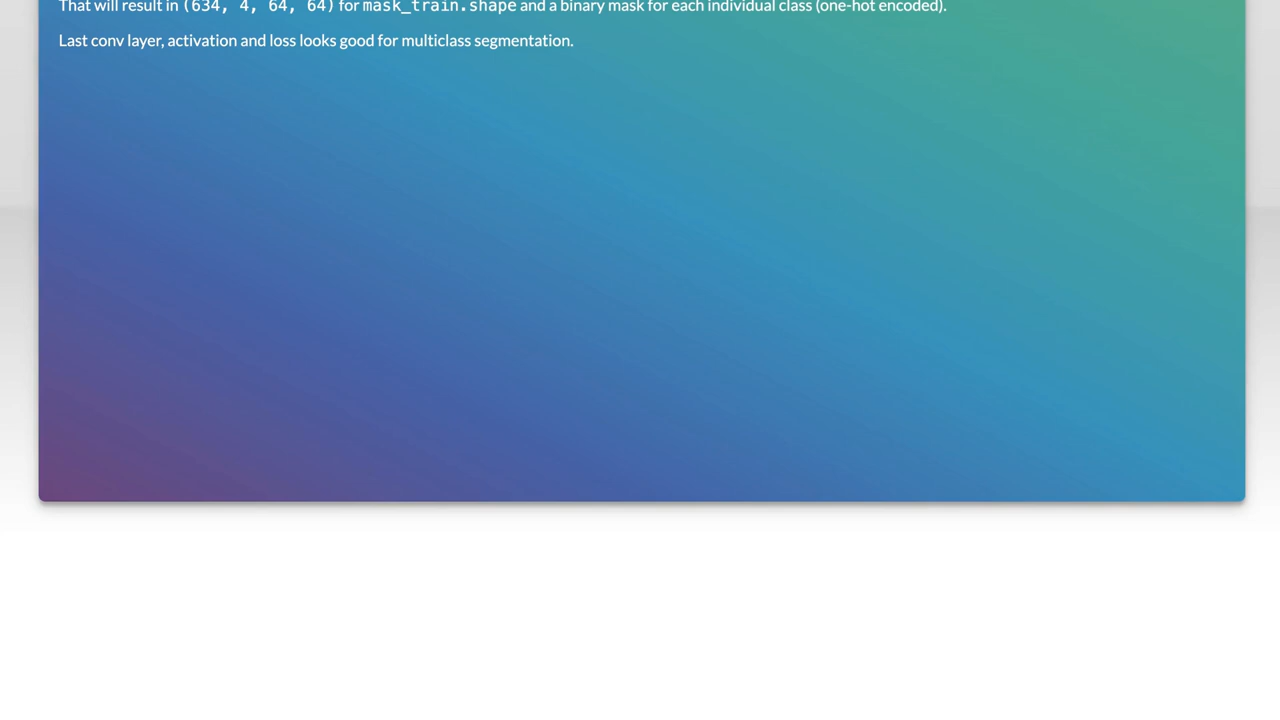 That will result in (634, 4, 64, 64) for mask_train.shape and a binary mask for each individual class (one-hot encoded).
Last conv layer, activation and loss looks good for multiclass segmentation.